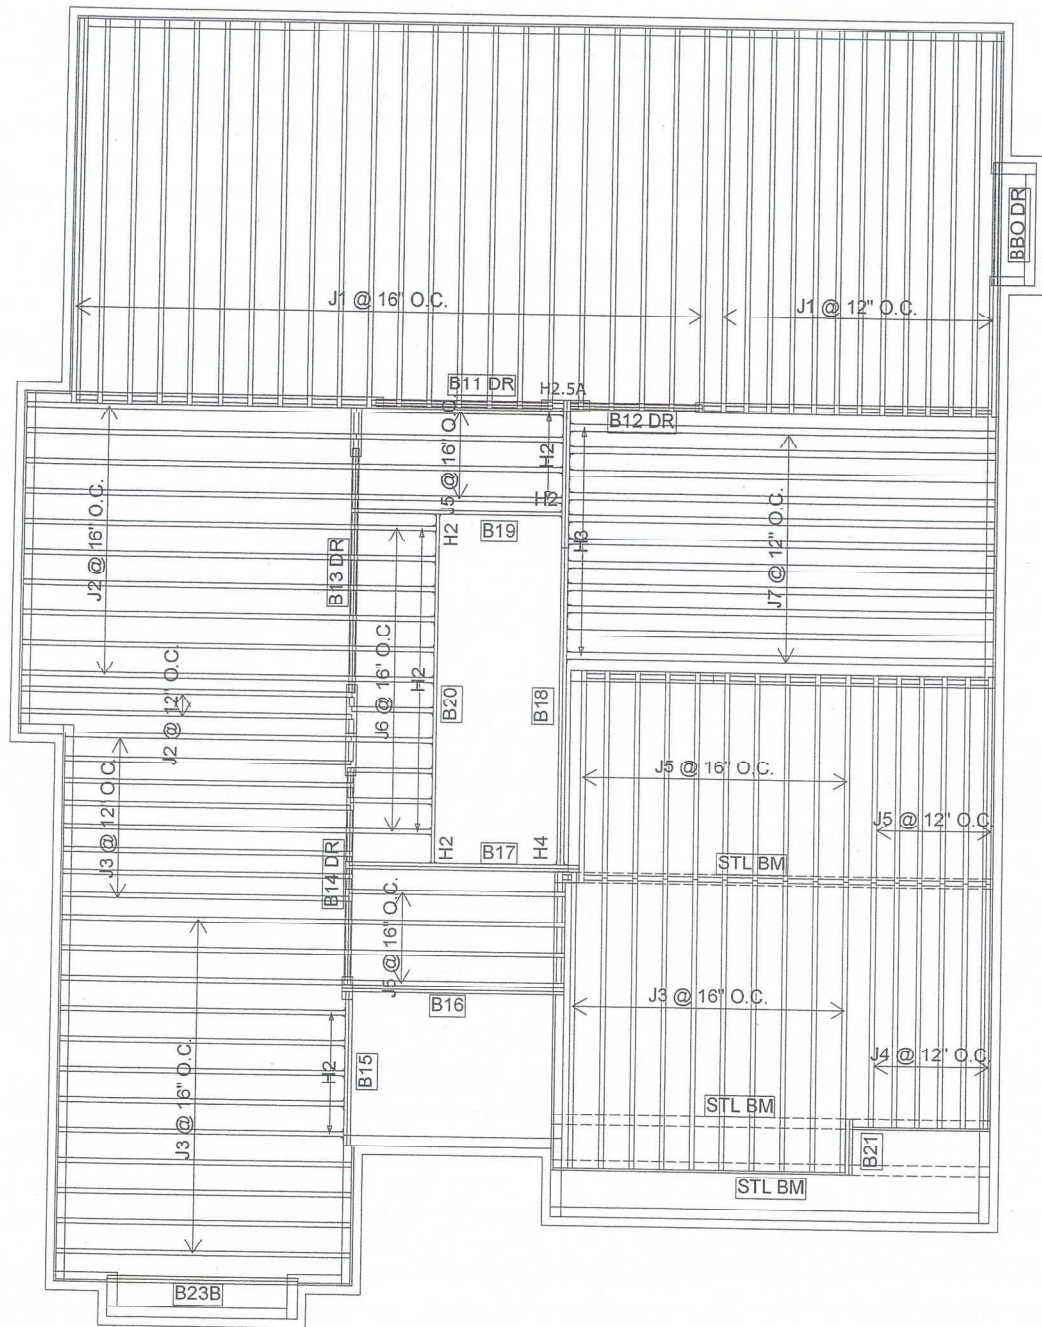 BBO DR
J1 @ 16" O.C.
J1 @ 12" O.C.
B11 DR
H2.5A
B12 DR
J5 @ 16" O.C.
H2
H2
J2 @ 16" O.C.
B13 DR
H2
B19
H3
J7 @ 12" O.C.
J6 @ 16" O.C
H2
J2 @ 12" O.C.
B20
B18
J3 @ 12" O.C.
J5 @ 16" O.C.
J5 @ 12" O.C.
B14 DR
H2
B17
H4
STL BM
J5 @ 16" O.C.
J3 @ 16" O.C.
B16
J3 @ 16" O.C.
H2
B15
J4 @ 12" O.C.
STL BM
B21
STL BM
B23B